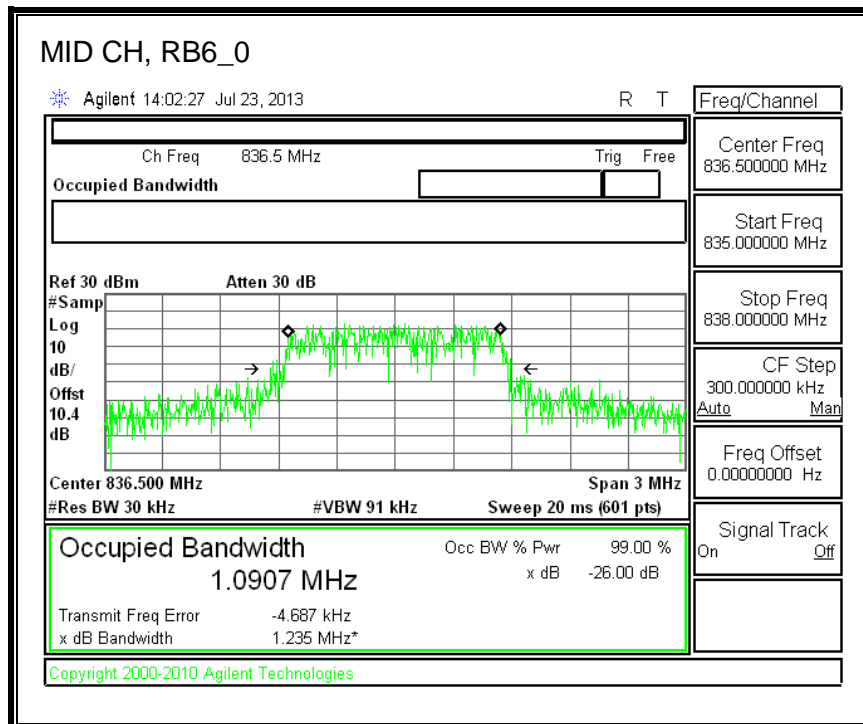 MID CH, RB6_0
Agilent 14:02:27 Jul 23, 2013 R T
Ch Freq 836.5 MHz Trig Free
Occupied Bandwidth
Ref 30 dBm Atten 30 dB
#Samp
Log
10
dB/
Offst
10.4
dB
Center 836.500 MHz Span 3 MHz
#Res BW 30 kHz #VBW 91 kHz Sweep 20 ms (601 pts)
Occupied Bandwidth Occ BW % Pwr 99.00 %
1.0907 MHz x dB -26.00 dB
Transmit Freq Error -4.687 kHz
x dB Bandwidth 1.235 MHz*
Copyright 2000-2010 Agilent Technologies
Freq/Channel
Center Freq
836.500000 MHz
Start Freq
835.000000 MHz
Stop Freq
838.000000 MHz
CF Step
300.000000 kHz
Auto Man
Freq Offset
0.00000000 Hz
Signal Track
On Off